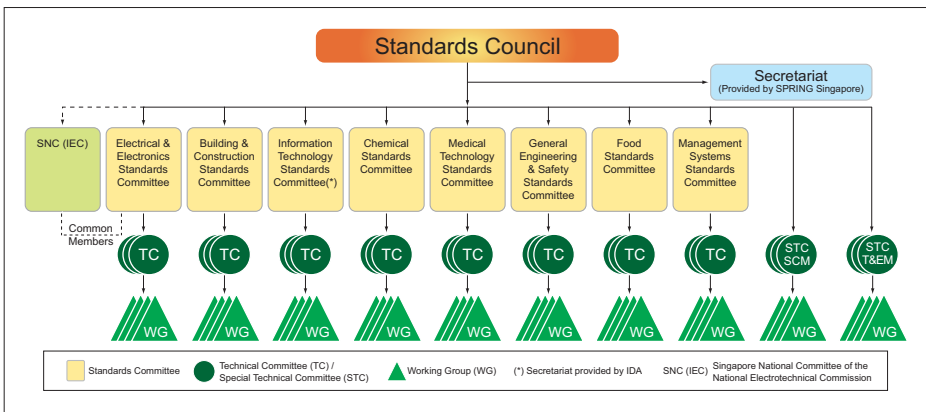 Standards Council
Secretariat
(Provided by SPRING Singapore)
SNC (IEC)
Electrical &
Electronics
Standards
Committee
Building &
Construction
Standards
Committee
Information
Technology
Standards
Committee(*)
Chemical
Standards
Committee
Medical
Technology
Standards
Committee
General
Engineering
& Safety
Standards
Committee
Food
Standards
Committee
Management
Systems
Standards
Committee
Common
Members
TC
TC
TC
TC
TC
TC
TC
TC
STC
SCM
STC
T&EM
WG
WG
WG
WG
WG
WG
WG
WG
WG
WG
Standards Committee
Technical Committee (TC) /
Special Technical Committee (STC)
Working Group (WG)
(*) Secretariat provided by IDA
SNC (IEC)
Singapore National Committee of the
National Electrotechnical Commission